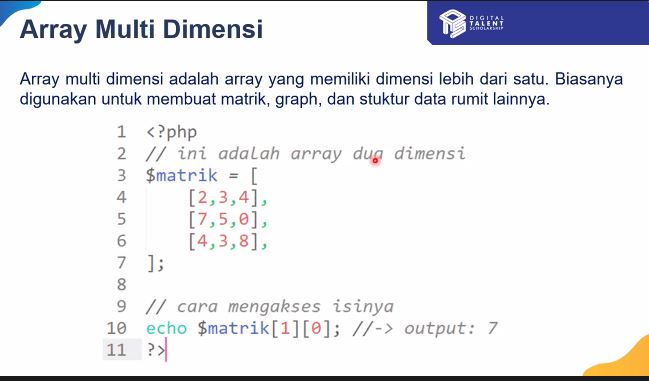 Array Multi Dimensi
DIGITAL
TALENT
SCHOLARSHIP
Array multi dimensi adalah array yang memiliki dimensi lebih dari satu. Biasanya
digunakan untuk membuat matrik, graph, dan stuktur data rumit lainnya.
1 <?php
2 // ini adalah array dua dimensi
3 $matrik = [
4     [2,3,4],
5     [7,5,0],
6     [4,3,8],
7 ];
8
9 // cara mengakses isinya
10 echo $matrik[1][0]; //-> output: 7
11 ?>